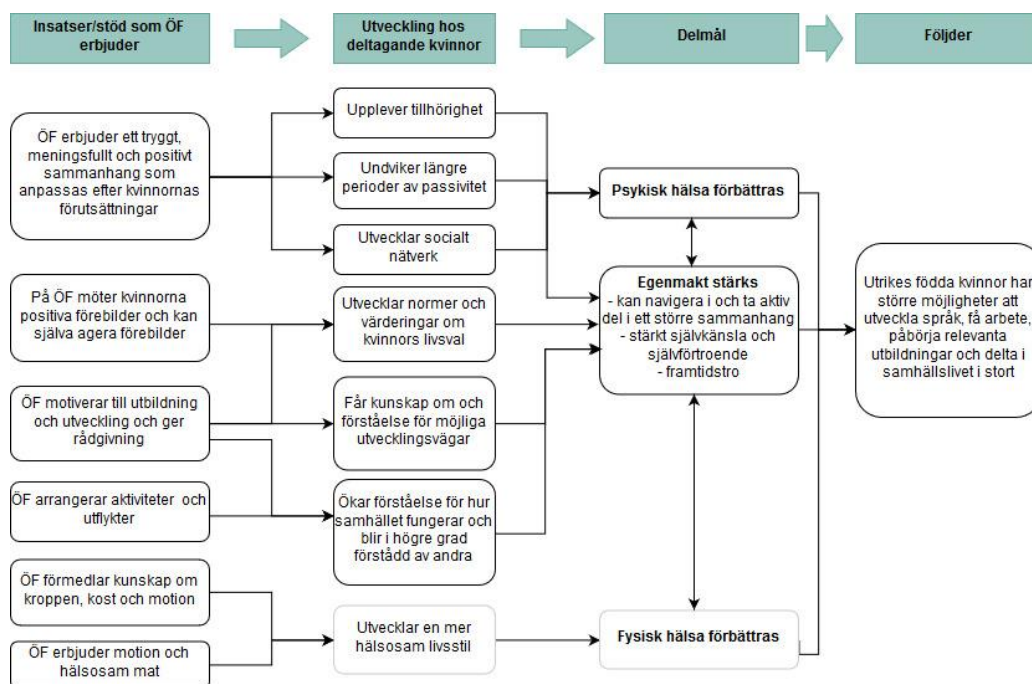 Insatser/stöd som ÖF
erbjuder
Utveckling hos
deltagande kvinnor
Delmål
Följder
ÖF erbjuder ett tryggt,
meningsfullt och positivt
sammanhang som
anpassas efter kvinnornas
förutsättningar
På ÖF möter kvinnorna
positiva förebilder och kan
själva agera förebilder
ÖF motiverar till utbildning
och utveckling och ger
rådgivning
ÖF arrangerar aktiviteter och
utflykter
ÖF förmedlar kunskap om
kroppen, kost och motion
ÖF erbjuder motion och
hälsosam mat
Upplever tillhörighet
Undviker längre
perioder av passivitet
Utvecklar socialt
nätverk
Utvecklar normer och
värderingar om
kvinnors livsval
Får kunskap om och
förståelse för möjliga
utvecklingsvägar
Ökar förståelse för hur
samhället fungerar och
blir i högre grad
förstådd av andra
Utvecklar en mer
hälsosam livsstil
Psykisk hälsa förbättras
Egenmakt stärks
- kan navigera i och ta aktiv
del i ett större sammanhang
- stärkt självkänsla och
självförtroende
- framtidstro
Fysisk hälsa förbättras
Utrikes födda kvinnor har
större möjligheter att
utveckla språk, få arbete,
påbörja relevanta
utbildningar och delta i
samhällslivet i stort